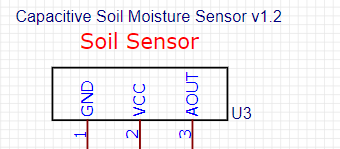 Capacitive Soil Moisture Sensor v1.2
Soil Sensor
GND VCC AOUT
U3
1 2 3